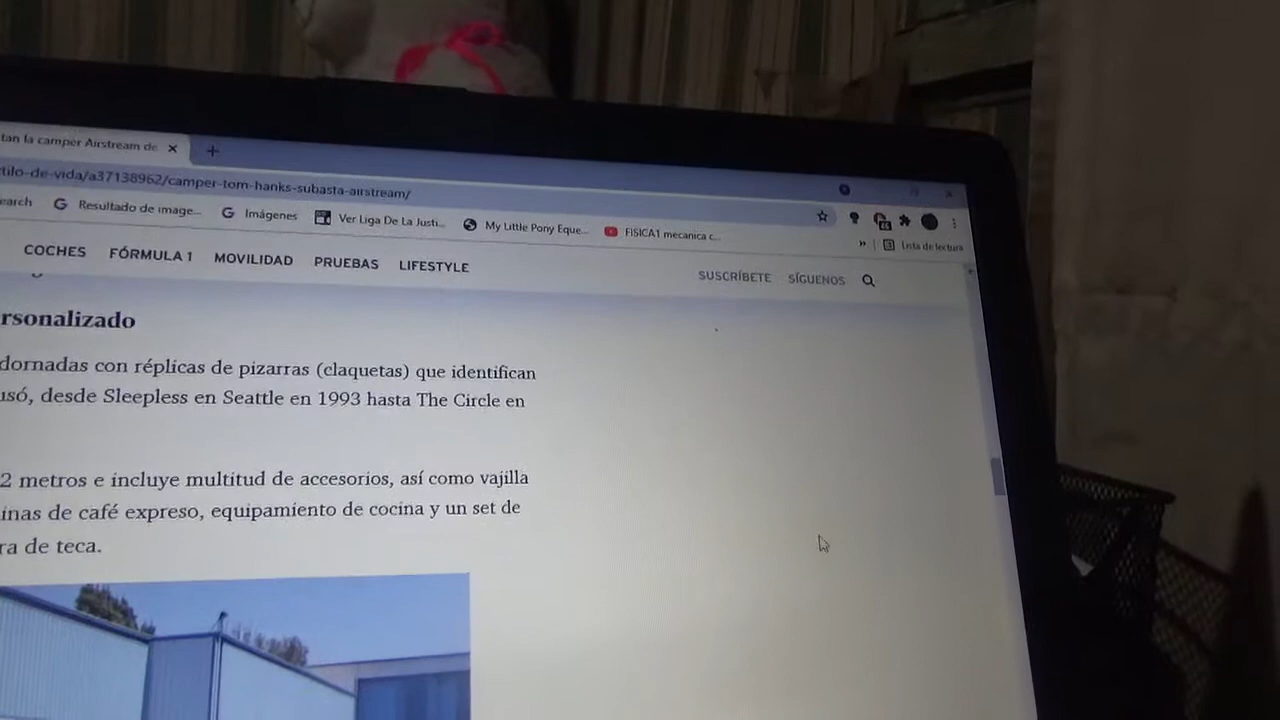 tan la camper Airstream de
tilo-de-vida/a37138962/camper-tom-hanks-subasta-airstream/
earch Resultado de image... Imágenes Ver Liga De La Justi... My Little Pony Eque... FISICA1 mecanica c...
Lista de lectura
COCHES FÓRMULA 1 MOVILIDAD PRUEBAS LIFESTYLE SUSCRÍBETE SÍGUENOS
rsonalizado
dornadas con réplicas de pizarras (claquetas) que identifican
usó, desde Sleepless en Seattle en 1993 hasta The Circle en
2 metros e incluye multitud de accesorios, así como vajilla
inas de café expreso, equipamiento de cocina y un set de
ra de teca.